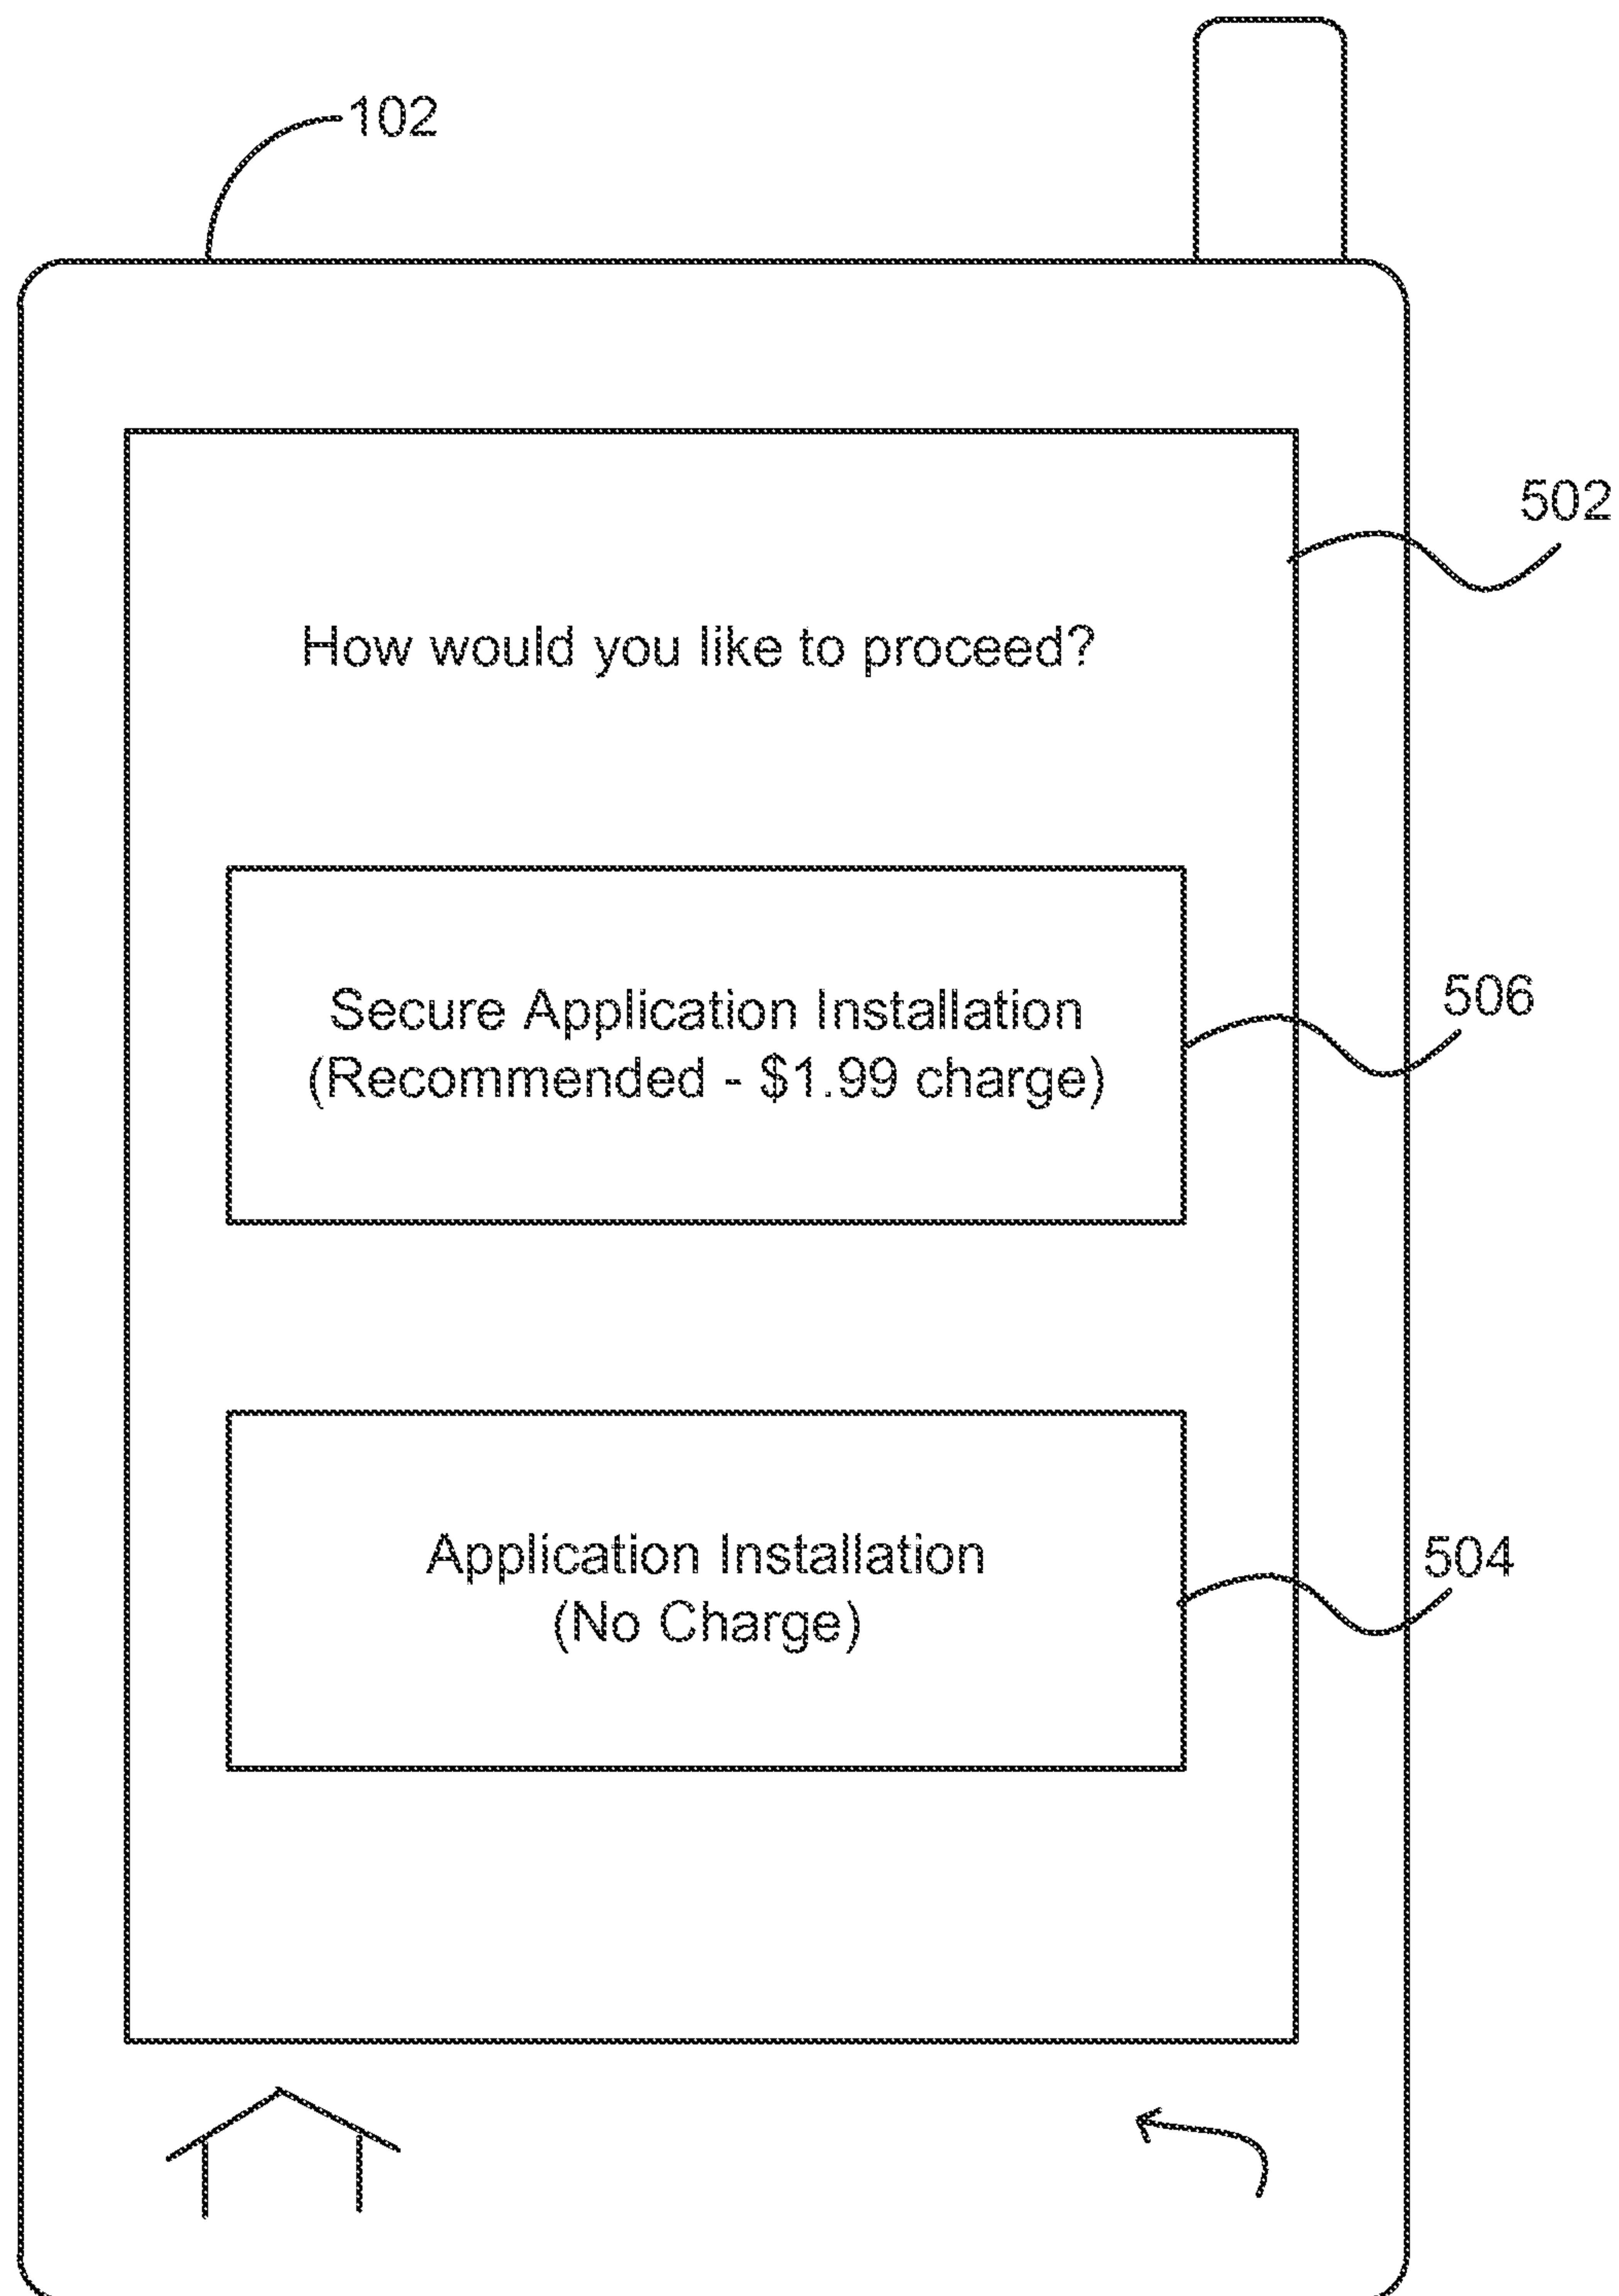 102
502
How would you like to proceed?
506
Secure Application Installation
(Recommended - $1.99 charge)
504
Application Installation
(No Charge)